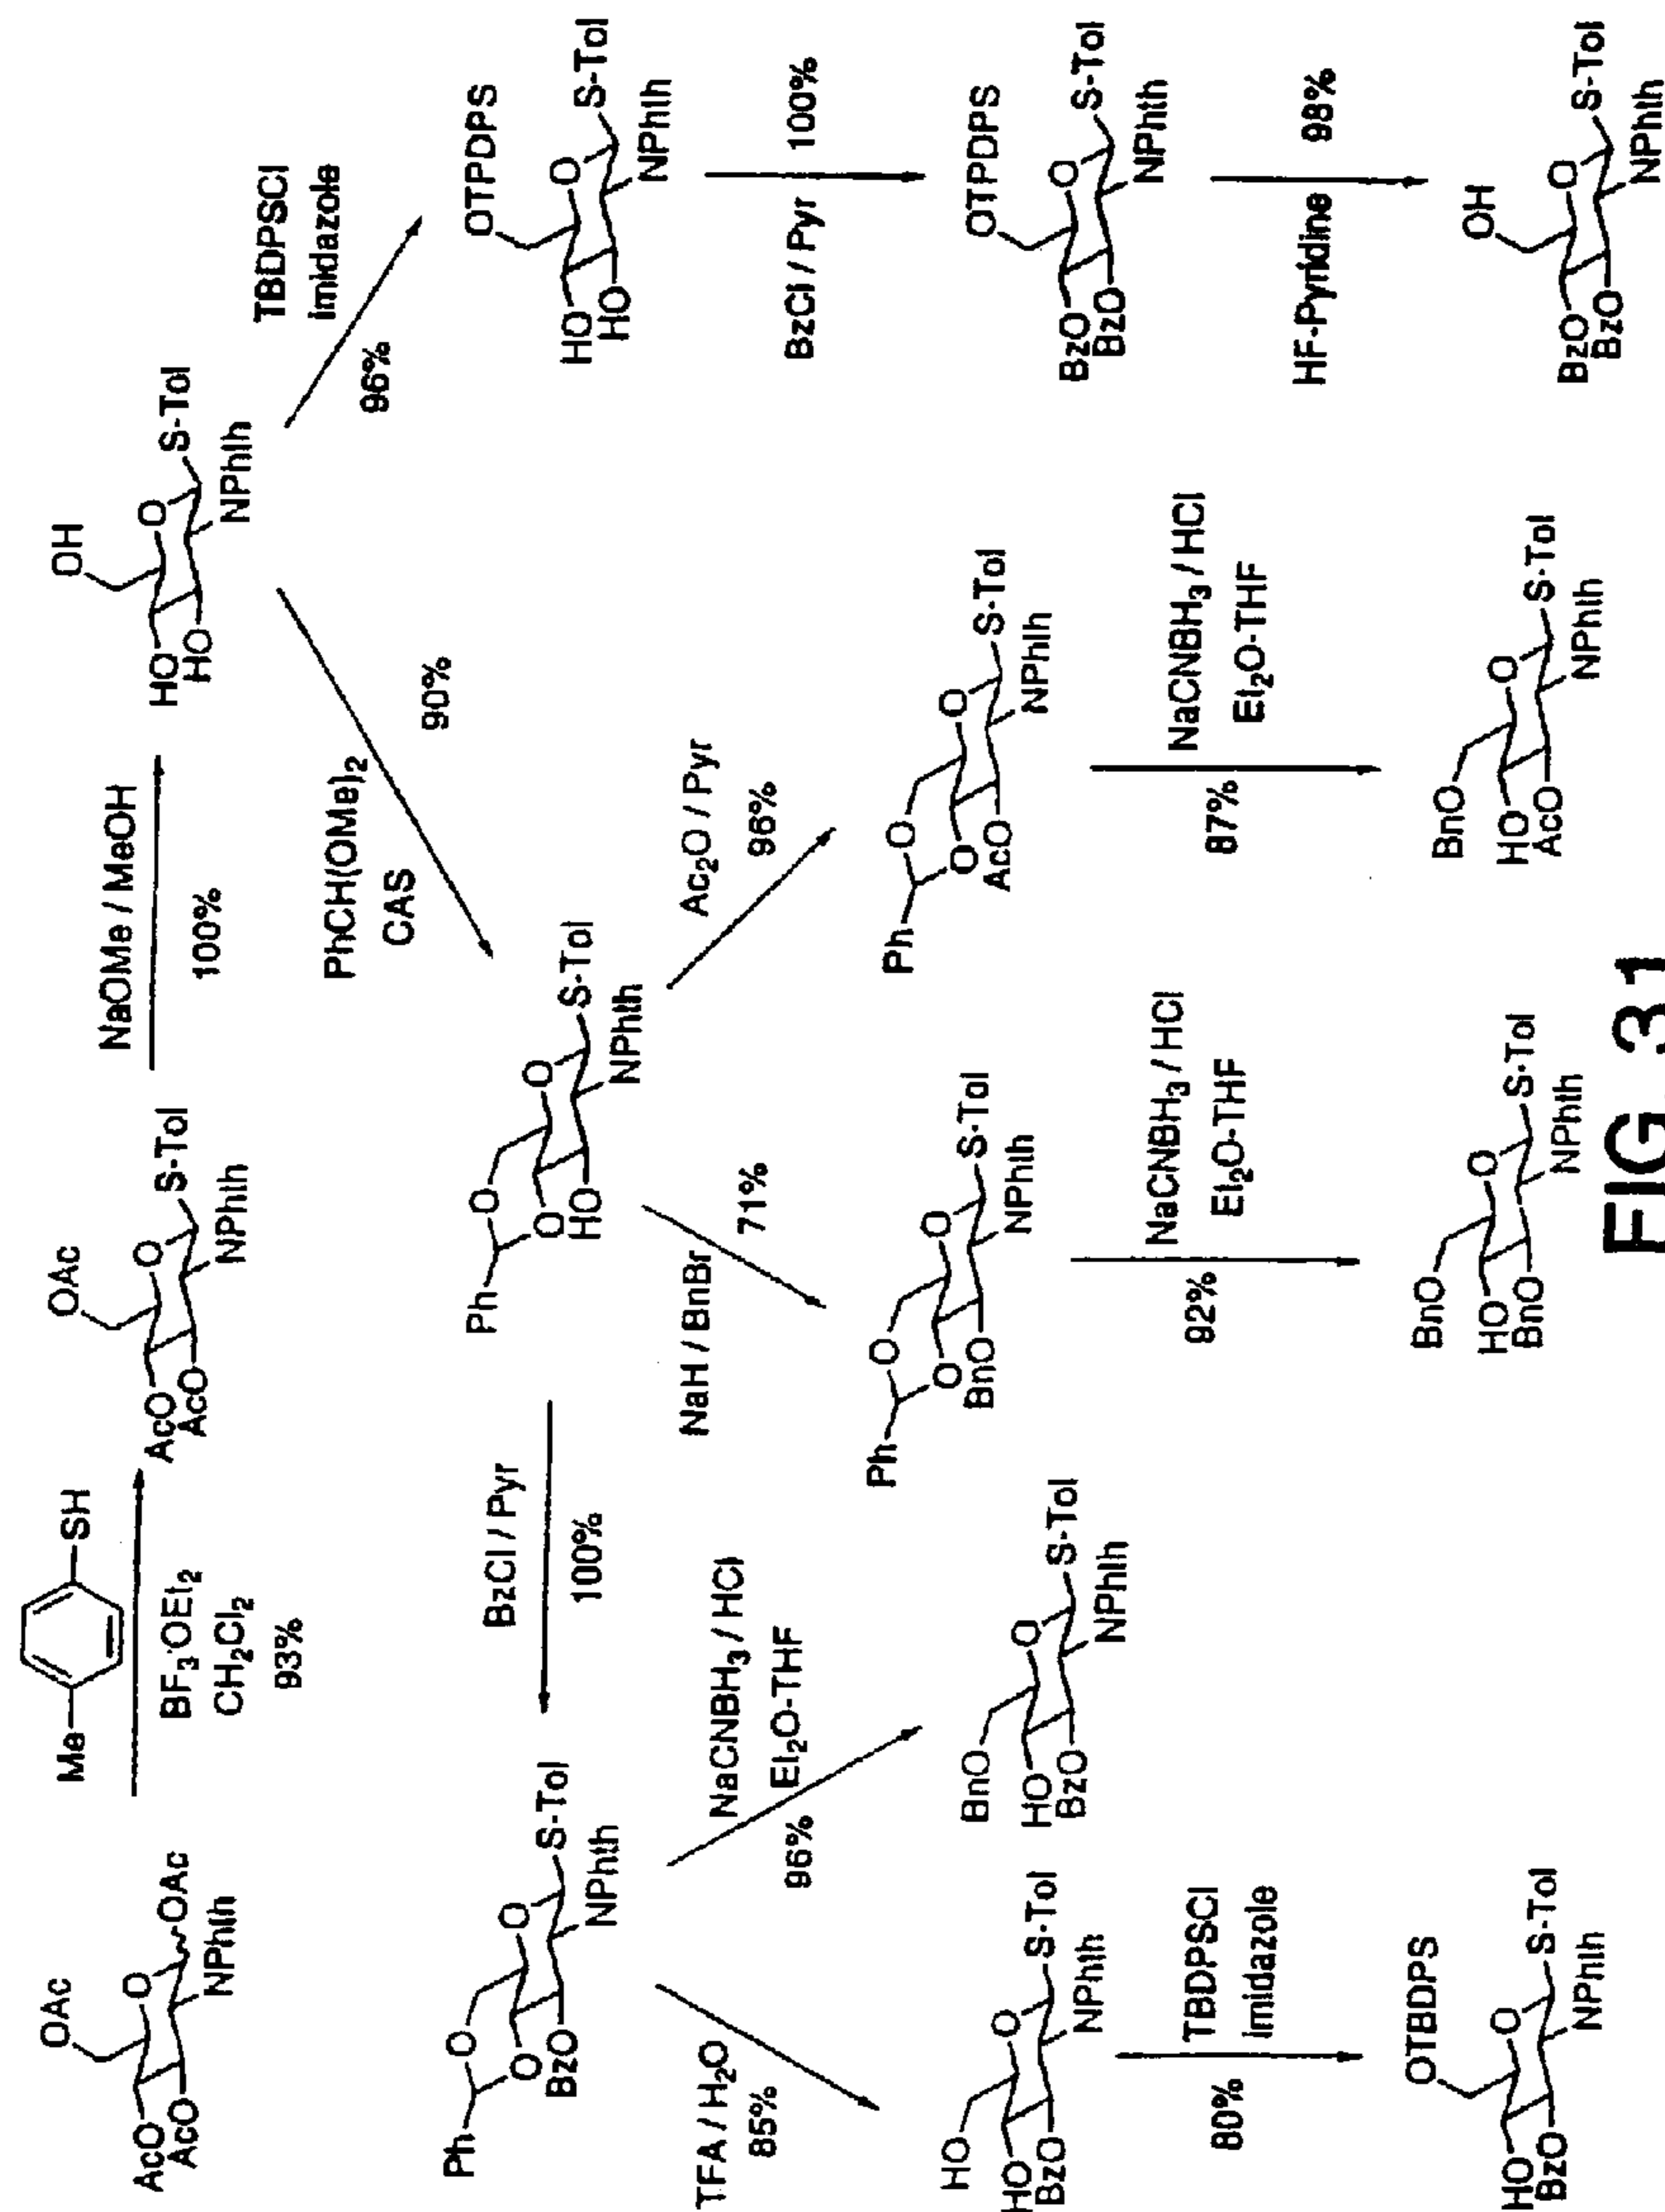 OAc
AcO
AcO
O
OAc
NPhth
Me
SH
BF3·OEt2
CH2Cl2
93%
OAc
AcO
AcO
O
S-Tol
NPhth
NaOMe / MeOH
100%
OH
HO
HO
O
S-Tol
NPhth
TBDPSCl
imidazole
96%
OTPDPS
HO
HO
O
S-Tol
NPhth
BzCl / Pyr 100%
OTPDPS
BzO
BzO
O
S-Tol
NPhth
HF-Pyridine 98%
OH
BzO
BzO
O
S-Tol
NPhth
PhCH(OMe)2
CAS
90%
Ph
O
O
HO
O
S-Tol
NPhth
BzCl / Pyr
100%
Ph
O
O
BzO
O
S-Tol
NPhth
NaH / BnBr
71%
Ph
O
O
BnO
O
S-Tol
NPhth
Ac2O / Pyr
96%
Ph
O
O
AcO
O
S-Tol
NPhth
TFA / H2O
85%
HO
HO
BzO
O
S-Tol
NPhth
NaCNBH3 / HCl
Et2O-THF
96%
BnO
HO
BzO
O
S-Tol
NPhth
NaCNBH3 / HCl
Et2O-THF
92%
BnO
HO
BnO
O
S-Tol
NPhth
NaCNBH3 / HCl
Et2O-THF
87%
BnO
HO
AcO
O
S-Tol
NPhth
TBDPSCl
imidazole
80%
OTBDPS
HO
BzO
O
S-Tol
NPhth
FIG. 31